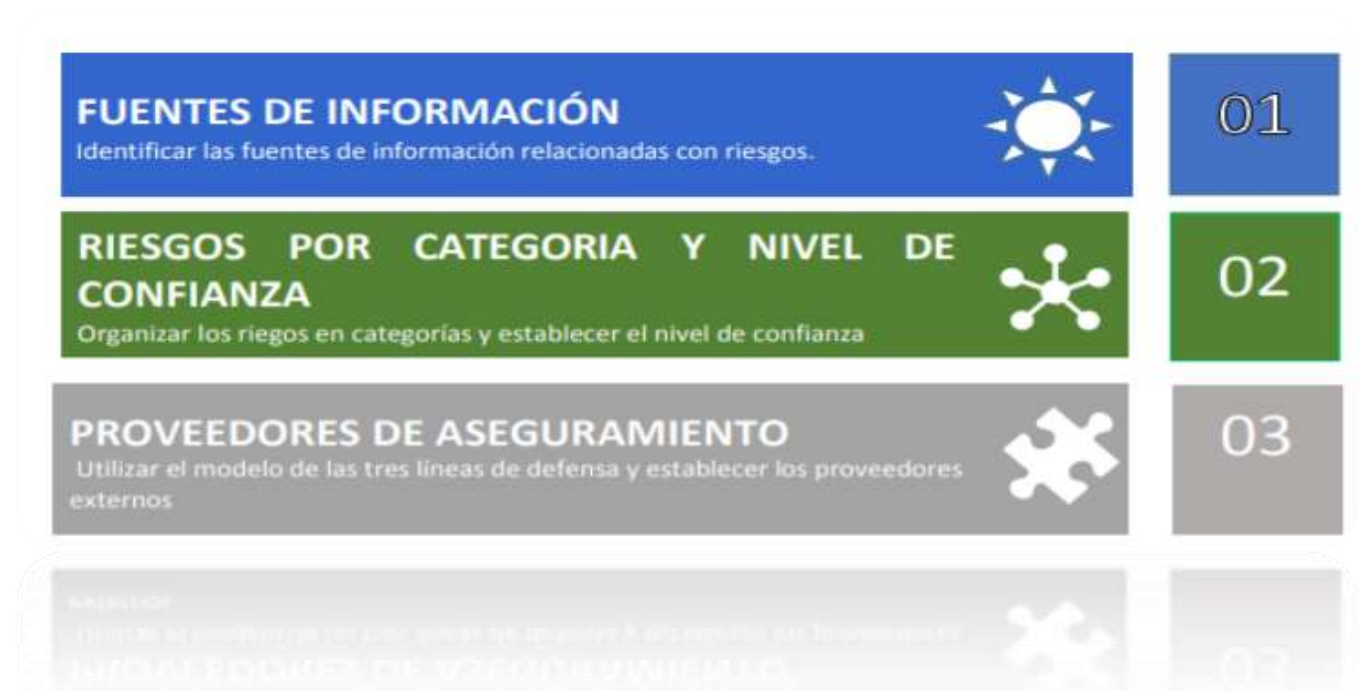 FUENTES DE INFORMACIÓN
Identificar las fuentes de información relacionadas con riesgos.
01
RIESGOS POR CATEGORIA Y NIVEL DE
CONFIANZA
Organizar los riegos en categorías y establecer el nivel de confianza
02
PROVEEDORES DE ASEGURAMIENTO
Utilizar el modelo de las tres líneas de defensa y establecer los proveedores
externos
03